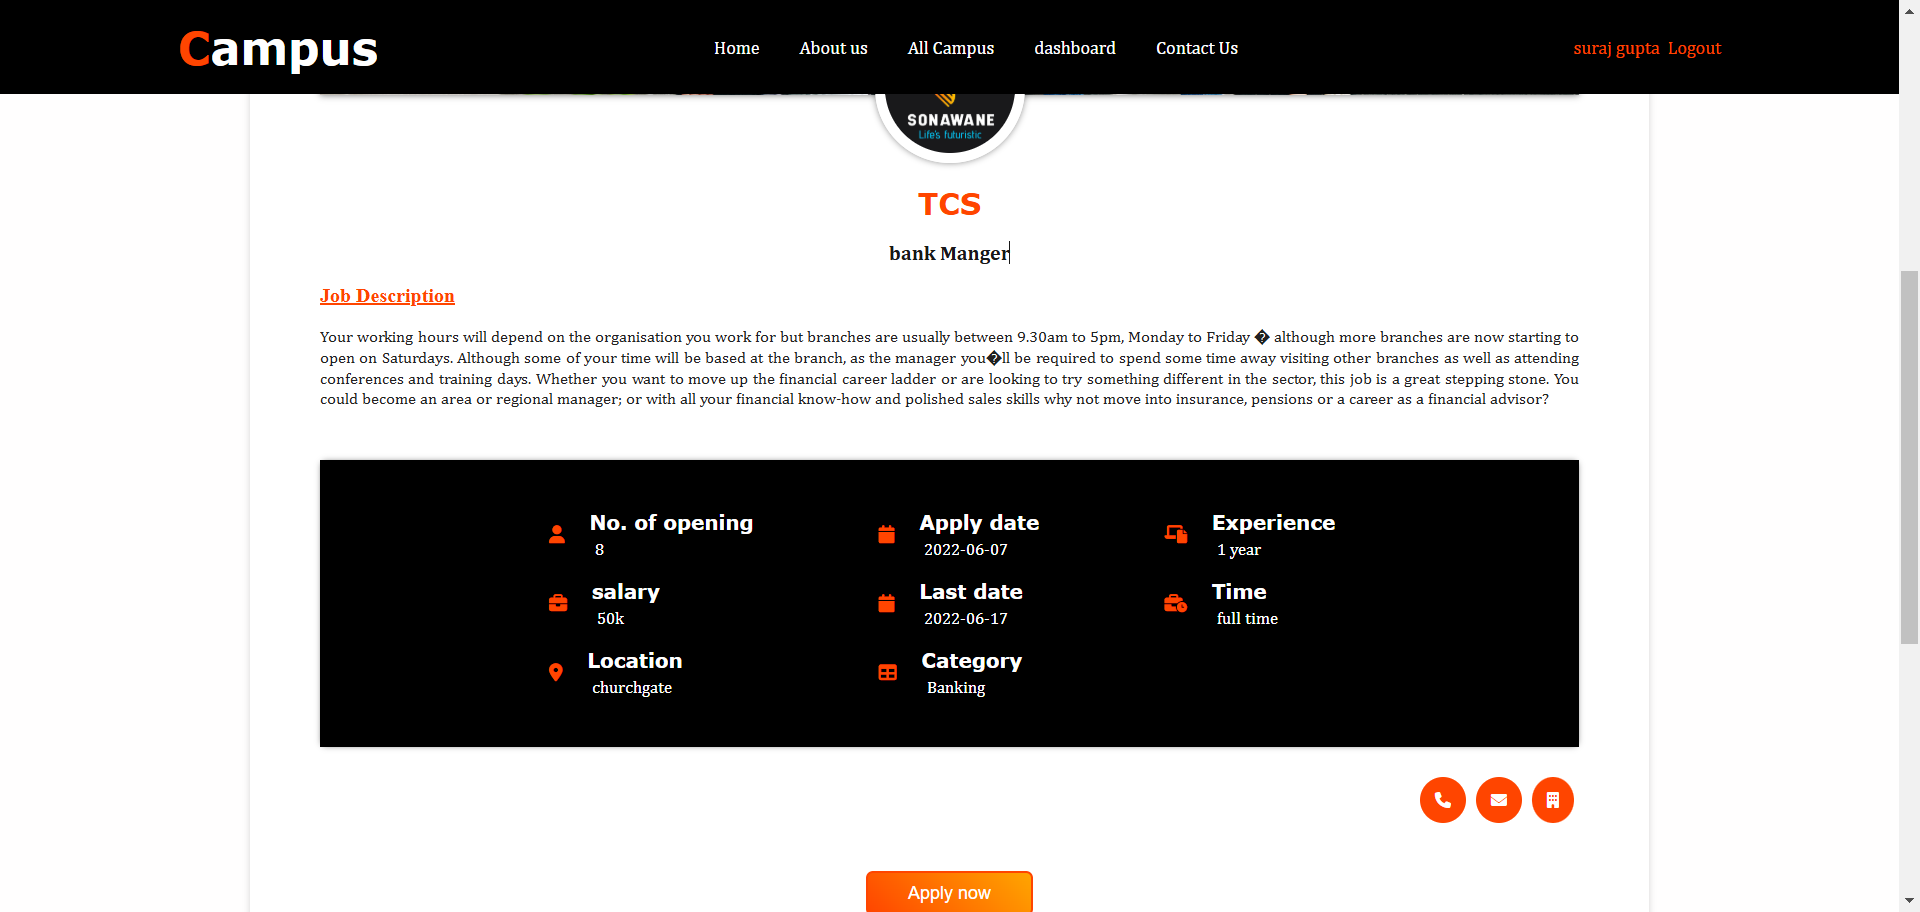 Campus
Home About us All Campus dashboard Contact Us
suraj gupta Logout
SONAWANE
Life's futuristic
TCS
bank Manger
Job Description
Your working hours will depend on the organisation you work for but branches are usually between 9.30am to 5pm, Monday to Friday � although more branches are now starting to
open on Saturdays. Although some of your time will be based at the branch, as the manager you�ll be required to spend some time away visiting other branches as well as attending
conferences and training days. Whether you want to move up the financial career ladder or are looking to try something different in the sector, this job is a great stepping stone. You
could become an area or regional manager; or with all your financial know-how and polished sales skills why not move into insurance, pensions or a career as a financial advisor?
No. of opening
8
Apply date
2022-06-07
Experience
1 year
salary
50k
Last date
2022-06-17
Time
full time
Location
churchgate
Category
Banking
Apply now